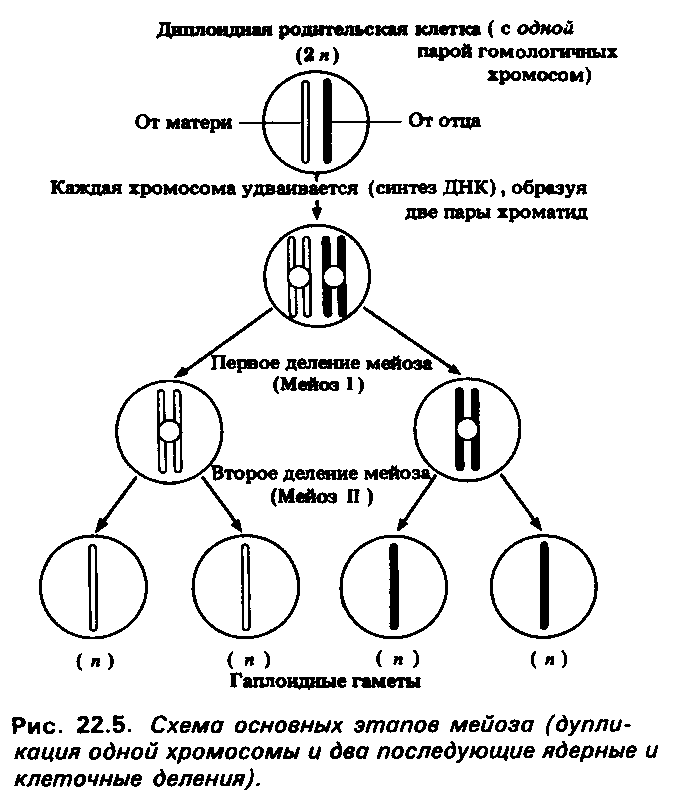 Диплоидная родительская клетка ( с одной
(2 n) парой гомологичных
хромосом)
От матери От отца
Каждая хромосома удваивается (синтез ДНК), образуя
две пары хроматид
Первое деление мейоза
(Мейоз I)
Второе деление мейоза
(Мейоз II )
( n ) ( n ) ( n ) ( n )
Гаплоидные гаметы
Рис. 22.5. Схема основных этапов мейоза (дупли-
кация одной хромосомы и два последующие ядерные и
клеточные деления).